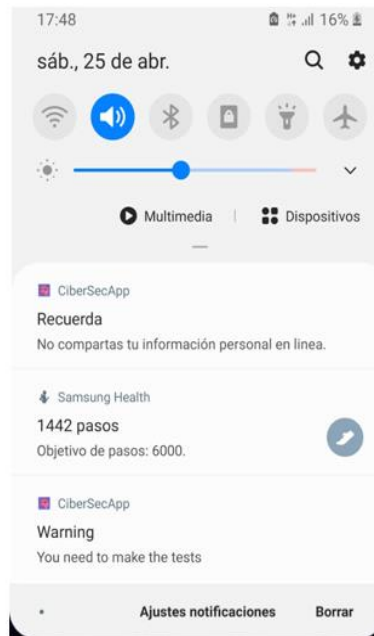 17:48
16%
sáb., 25 de abr.
Multimedia
Dispositivos
CiberSecApp
Recuerda
No compartas tu información personal en linea.
Samsung Health
1442 pasos
Objetivo de pasos: 6000.
CiberSecApp
Warning
You need to make the tests
Ajustes notificaciones
Borrar